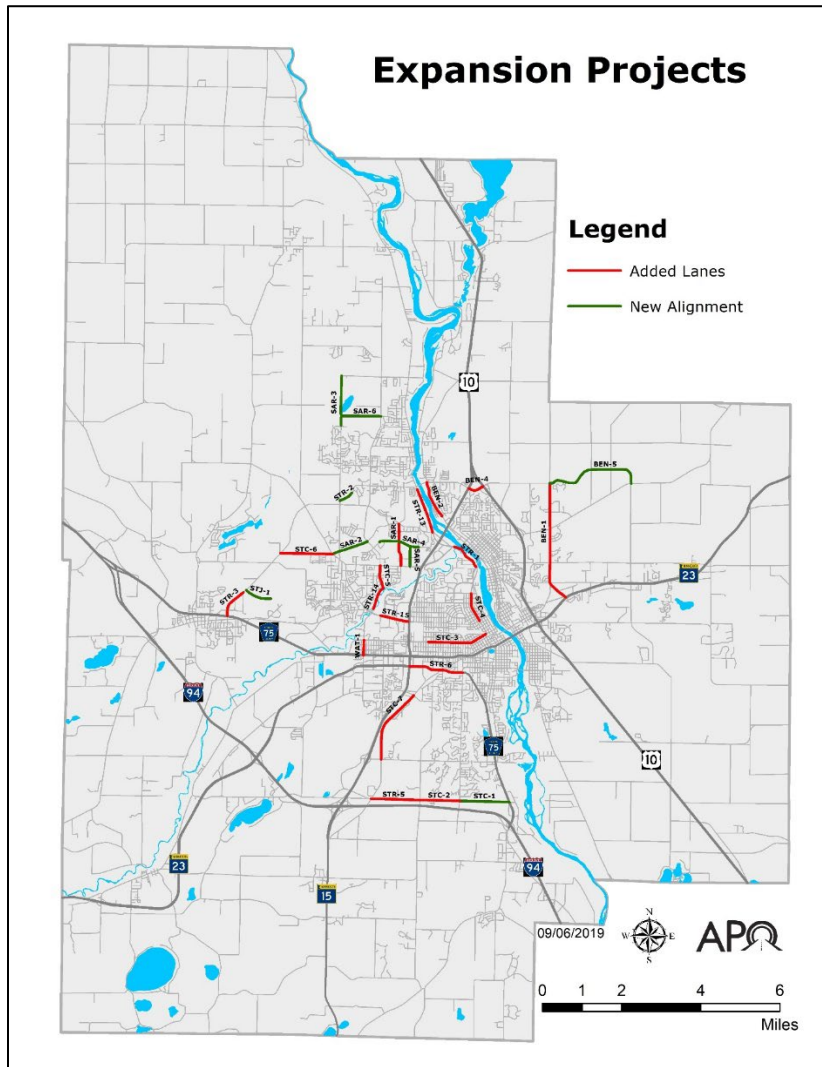 Expansion Projects
Legend
Added Lanes
New Alignment
10
SAR-3
SAR-6
BEN-5
BEN-4
BEN-2
STR-2
STR-13
BEN-1
SAR-1
SAR-2
SAR-4
STC-6
STR-1
SAR-5
STC-5
23
STR-3
STJ-1
STR-14
STC-4
STR-15
75
WAT-1
STC-3
STR-6
94
STC-7
75
10
STR-5
STC-2
STC-1
23
94
15
09/06/2019
N
W
E
S
APO
0
1
2
4
6
Miles